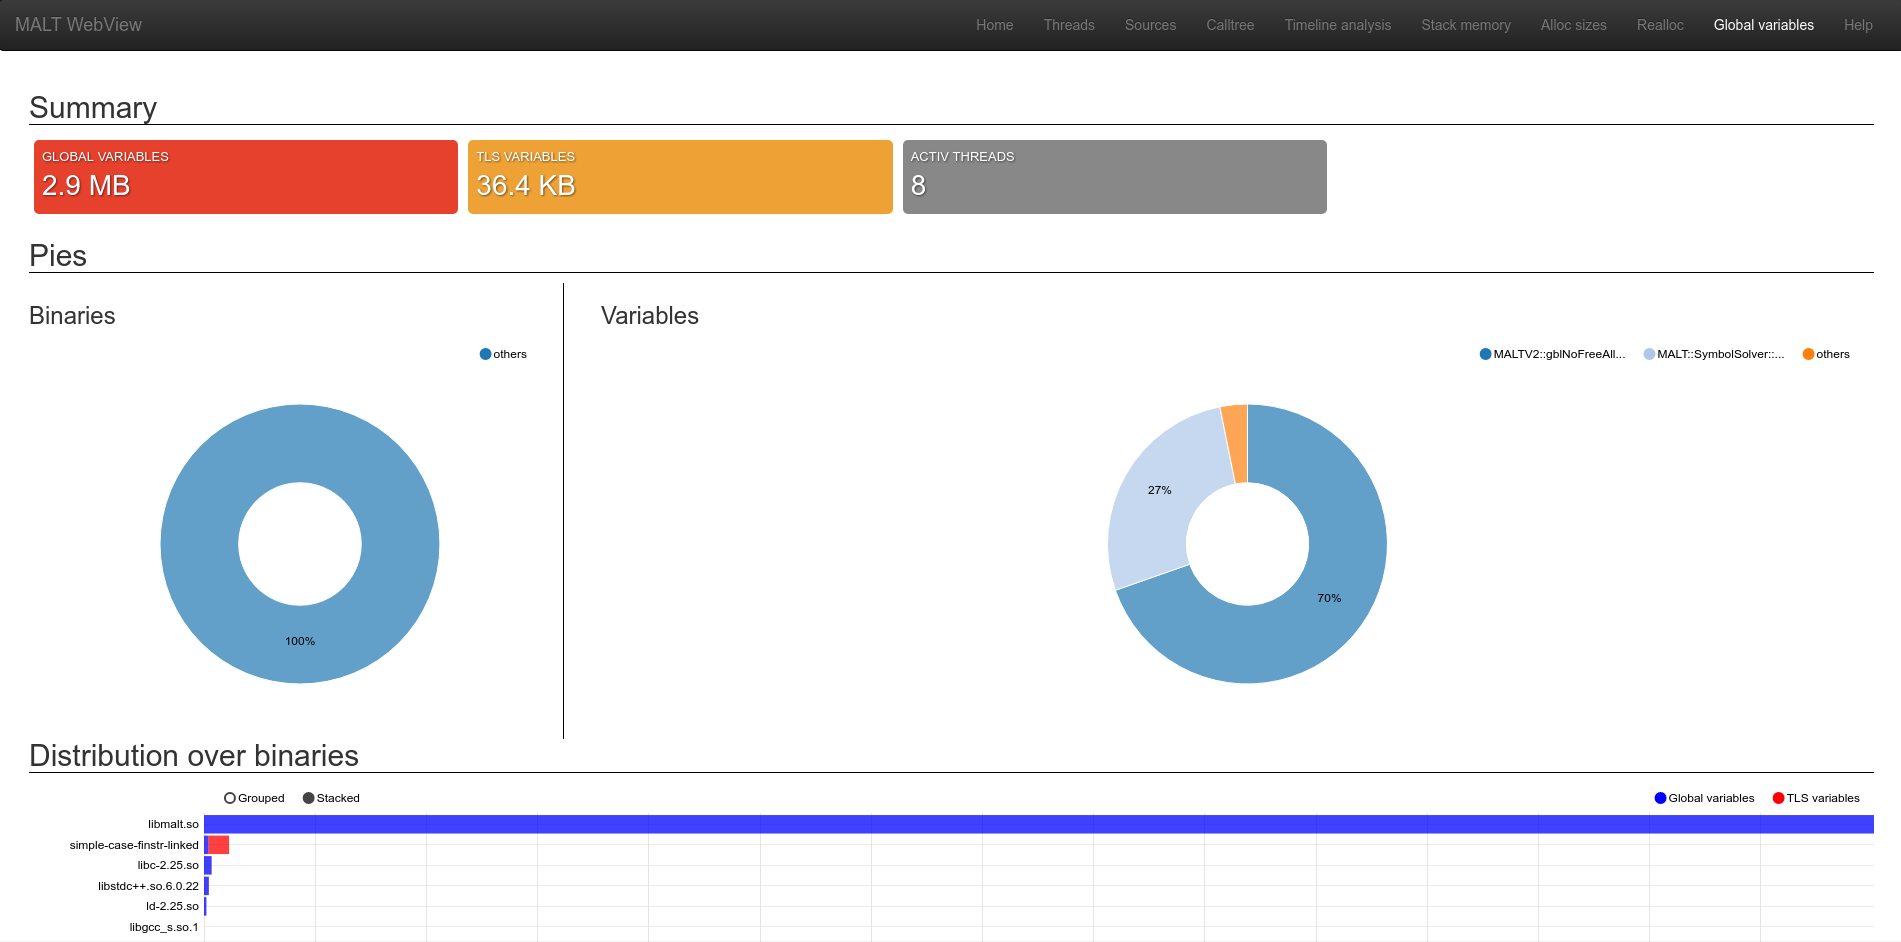 MALT WebView Home Threads Sources Calltree Timeline analysis Stack memory Alloc sizes Realloc Global variables Help
Summary
GLOBAL VARIABLES
2.9 MB
TLS VARIABLES
36.4 KB
ACTIV THREADS
8
Pies
Binaries
others
100%
Variables
MALTV2::gblNoFreeAll... MALT::SymbolSolver::... others
27%
70%
Distribution over binaries
Grouped Stacked Global variables TLS variables
libmalt.so
simple-case-finstr-linked
libc-2.25.so
libstdc++.so.6.0.22
ld-2.25.so
libgcc_s.so.1